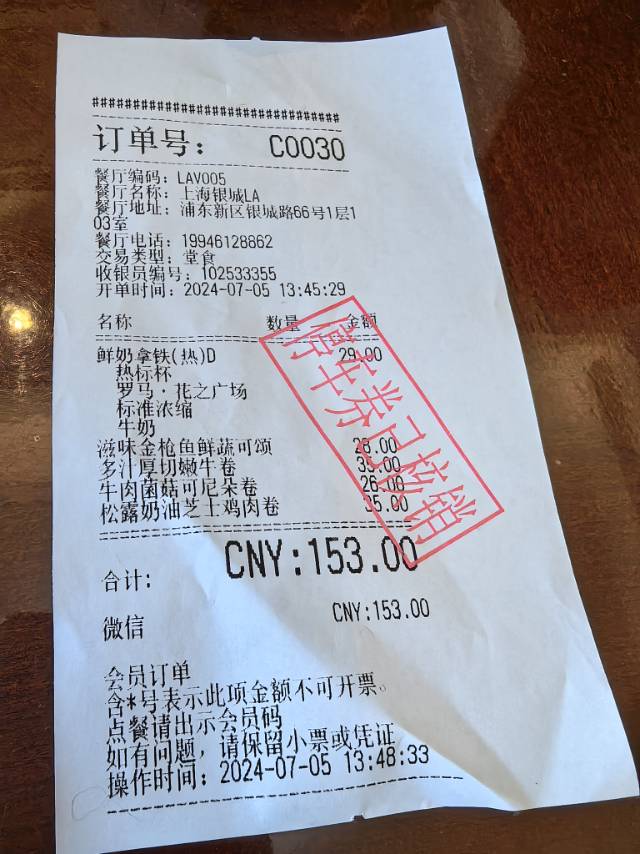 ##################################
订单号： C0030
餐厅编码：LAV005
餐厅名称：上海银城LA
餐厅地址：浦东新区银城路66号1层1
03室
餐厅电话：19946128862
交易类型：堂食
收银员编号：102533355
开单时间：2024-07-05 13:45:29
名称 数量 金额
鲜奶拿铁(热)D 29.00
热标杯
罗马·花之广场
标准浓缩
牛奶
滋味金枪鱼鲜蔬可颂 28.00
多汁厚切嫩牛卷 35.00
牛肉菌菇可尼朵卷 26.00
松露奶油芝士鸡肉卷 35.00
停车券已核销
合计： CNY:153.00
微信 CNY:153.00
会员订单
含*号表示此项金额不可开票。
点餐请出示会员码
如有问题，请保留小票或凭证
操作时间：2024-07-05 13:48:33